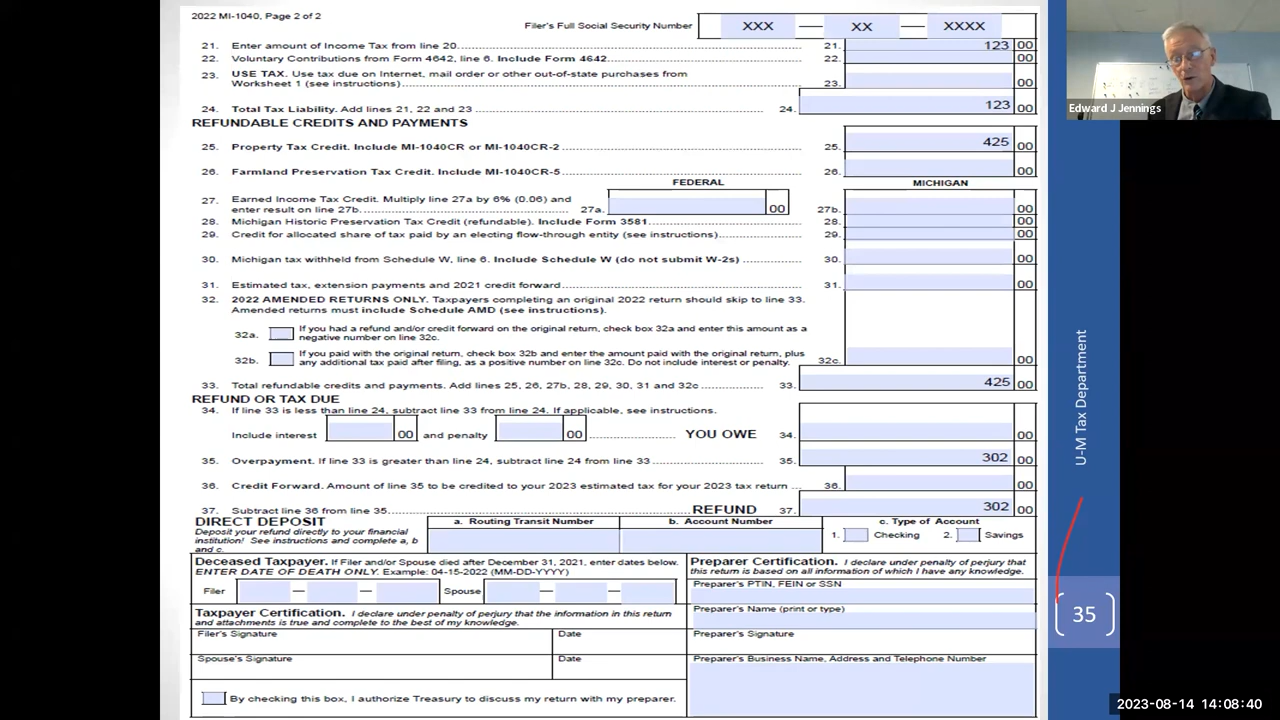 2022 MI-1040, Page 2 of 2
Filer's Full Social Security Number XXX — XX — XXXX
21. Enter amount of Income Tax from line 20 21. 123 00
22. Voluntary Contributions from Form 4642, line 6. Include Form 4642 22. 00
23. USE TAX. Use tax due on Internet, mail order or other out-of-state purchases from
Worksheet 1 (see instructions) 23. 00
24. Total Tax Liability. Add lines 21, 22 and 23 24. 123 00
REFUNDABLE CREDITS AND PAYMENTS
25. Property Tax Credit. Include MI-1040CR or MI-1040CR-2 25. 425 00
26. Farmland Preservation Tax Credit. Include MI-1040CR-5 26. 00
FEDERAL MICHIGAN
27. Earned Income Tax Credit. Multiply line 27a by 6% (0.06) and
enter result on line 27b. 27a. 00 27b. 00
28. Michigan Historic Preservation Tax Credit (refundable). Include Form 3581 28. 00
29. Credit for allocated share of tax paid by an electing flow-through entity (see instructions) 29. 00
30. Michigan tax withheld from Schedule W, line 6. Include Schedule W (do not submit W-2s) 30. 00
31. Estimated tax, extension payments and 2021 credit forward 31. 00
32. 2022 AMENDED RETURNS ONLY. Taxpayers completing an original 2022 return should skip to line 33.
Amended returns must include Schedule AMD (see instructions).
32a. If you had a refund and/or credit forward on the original return, check box 32a and enter this amount as a
negative number on line 32c.
32b. If you paid with the original return, check box 32b and enter the amount paid with the original return, plus
any additional tax paid after filing, as a positive number on line 32c. Do not include interest or penalty. 32c. 00
33. Total refundable credits and payments. Add lines 25, 26, 27b, 28, 29, 30, 31 and 32c 33. 425 00
REFUND OR TAX DUE
34. If line 33 is less than line 24, subtract line 33 from line 24. If applicable, see instructions.
Include interest 00 and penalty 00 YOU OWE 34. 00
35. Overpayment. If line 33 is greater than line 24, subtract line 24 from line 33 35. 302 00
36. Credit Forward. Amount of line 35 to be credited to your 2023 estimated tax for your 2023 tax return ... 36. 00
37. Subtract line 36 from line 35. REFUND 37. 302 00
DIRECT DEPOSIT
Deposit your refund directly to your financial
institution! See instructions and complete a, b
and c.
a. Routing Transit Number b. Account Number c. Type of Account
1. Checking 2. Savings
Deceased Taxpayer. If Filer and/or Spouse died after December 31, 2021, enter dates below.
ENTER DATE OF DEATH ONLY. Example: 04-15-2022 (MM-DD-YYYY)
Filer — — Spouse — —
Taxpayer Certification. I declare under penalty of perjury that the information in this return
and attachments is true and complete to the best of my knowledge.
Filer's Signature Date
Spouse's Signature Date
By checking this box, I authorize Treasury to discuss my return with my preparer.
Preparer Certification. I declare under penalty of perjury that
this return is based on all information of which I have any knowledge.
Preparer's PTIN, FEIN or SSN
Preparer's Name (print or type)
Preparer's Signature
Preparer's Business Name, Address and Telephone Number
Edward J Jennings
U-M Tax Department
35
2023-08-14 14:08:40